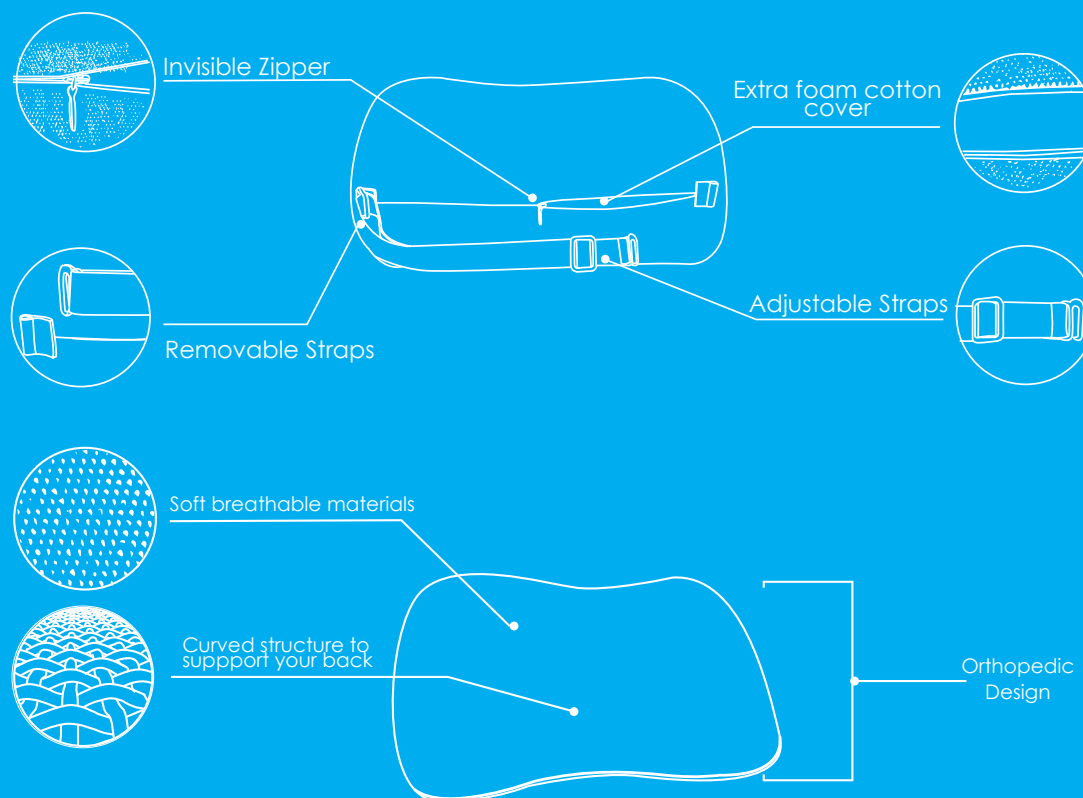 Invisible Zipper
Extra foam cotton
cover
Adjustable Straps
Removable Straps
Soft breathable materials
Curved structure to
suppport your back
Orthopedic
Design